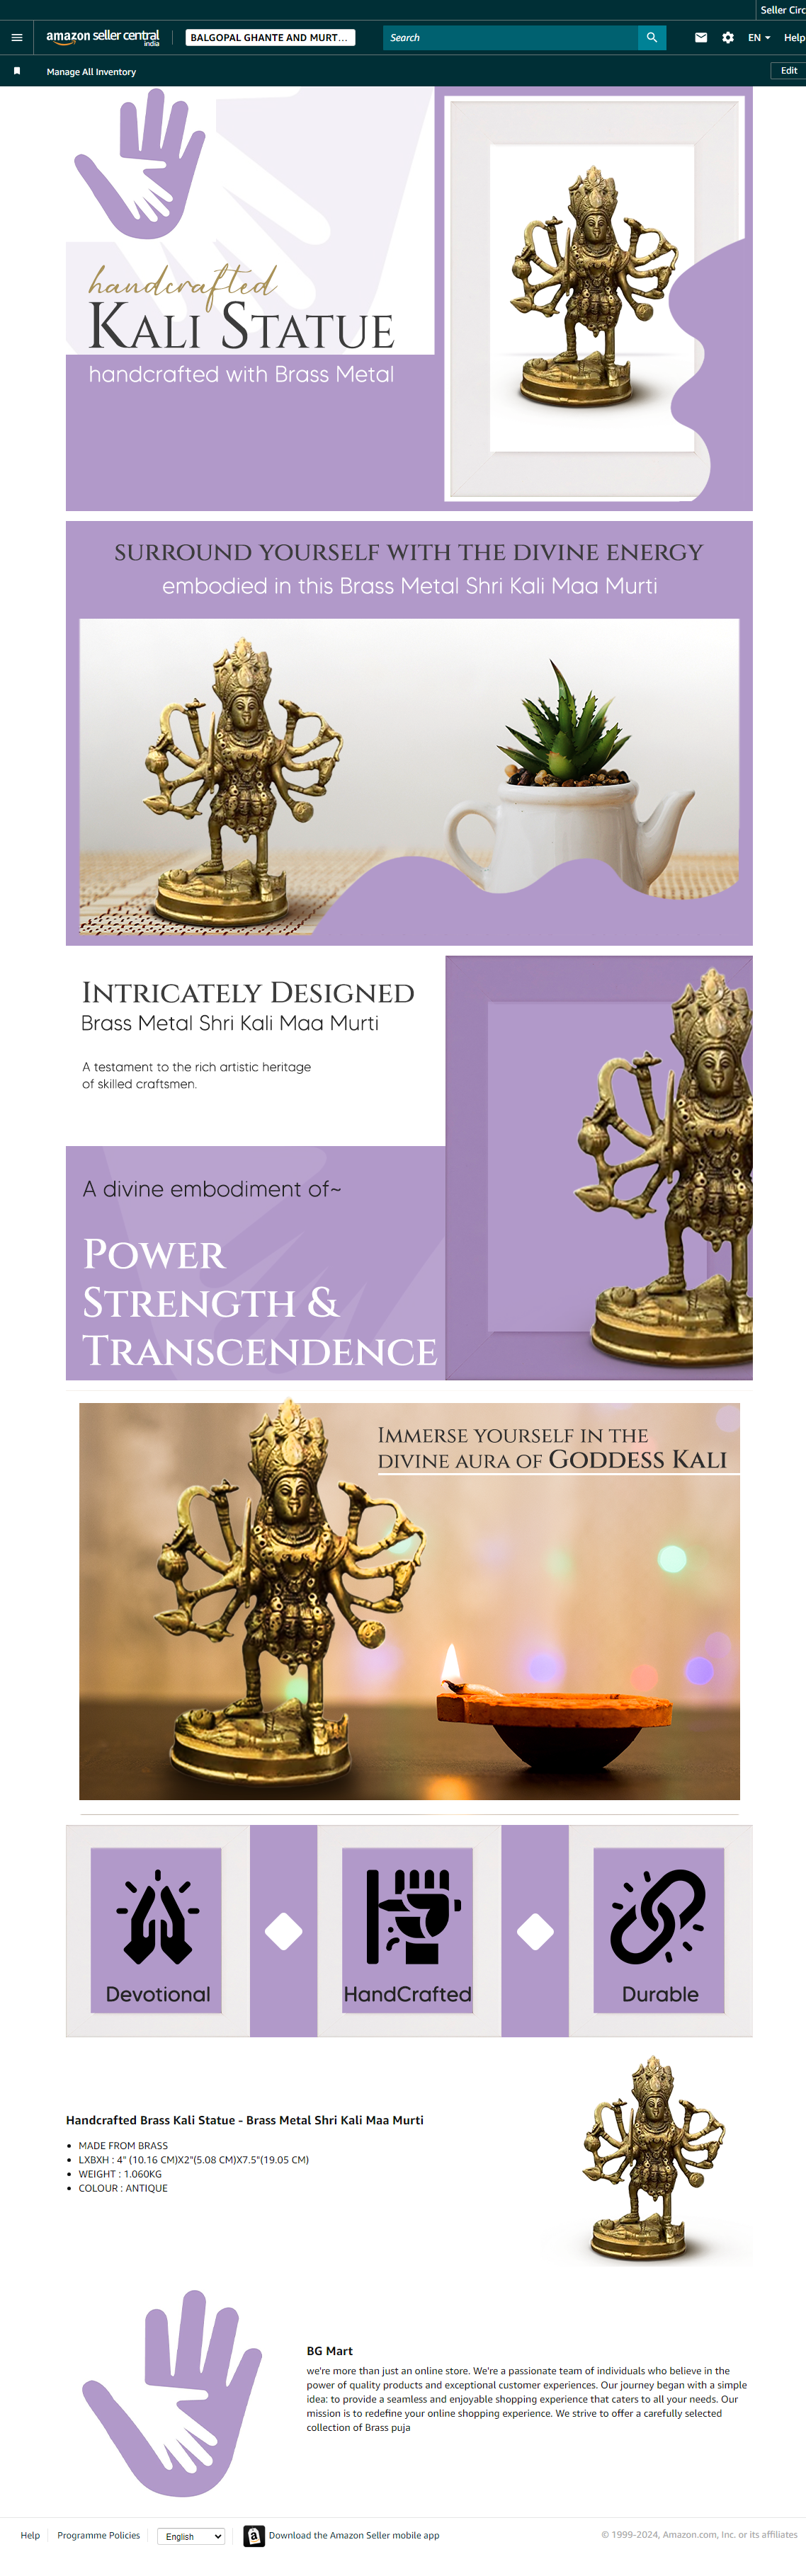 Seller Circ
amazon seller central
india
BALGOPAL GHANTE AND MURT...
Search
EN
Help
Manage All Inventory
Edit
handcrafted
KALI STATUE
handcrafted with Brass Metal
SURROUND YOURSELF WITH THE DIVINE ENERGY
embodied in this Brass Metal Shri Kali Maa Murti
INTRICATELY DESIGNED
Brass Metal Shri Kali Maa Murti
A testament to the rich artistic heritage
of skilled craftsmen.
A divine embodiment of~
POWER
STRENGTH &
TRANSCENDENCE
IMMERSE YOURSELF IN THE
DIVINE AURA OF GODDESS KALI
Devotional
HandCrafted
Durable
Handcrafted Brass Kali Statue - Brass Metal Shri Kali Maa Murti
• MADE FROM BRASS
• LXBXH : 4" (10.16 CM)X2"(5.08 CM)X7.5"(19.05 CM)
• WEIGHT : 1.060KG
• COLOUR : ANTIQUE
BG Mart
we're more than just an online store. We're a passionate team of individuals who believe in the
power of quality products and exceptional customer experiences. Our journey began with a simple
idea: to provide a seamless and enjoyable shopping experience that caters to all your needs. Our
mission is to redefine your online shopping experience. We strive to offer a carefully selected
collection of Brass puja
Help
Programme Policies
English
a
Download the Amazon Seller mobile app
© 1999-2024, Amazon.com, Inc. or its affiliates